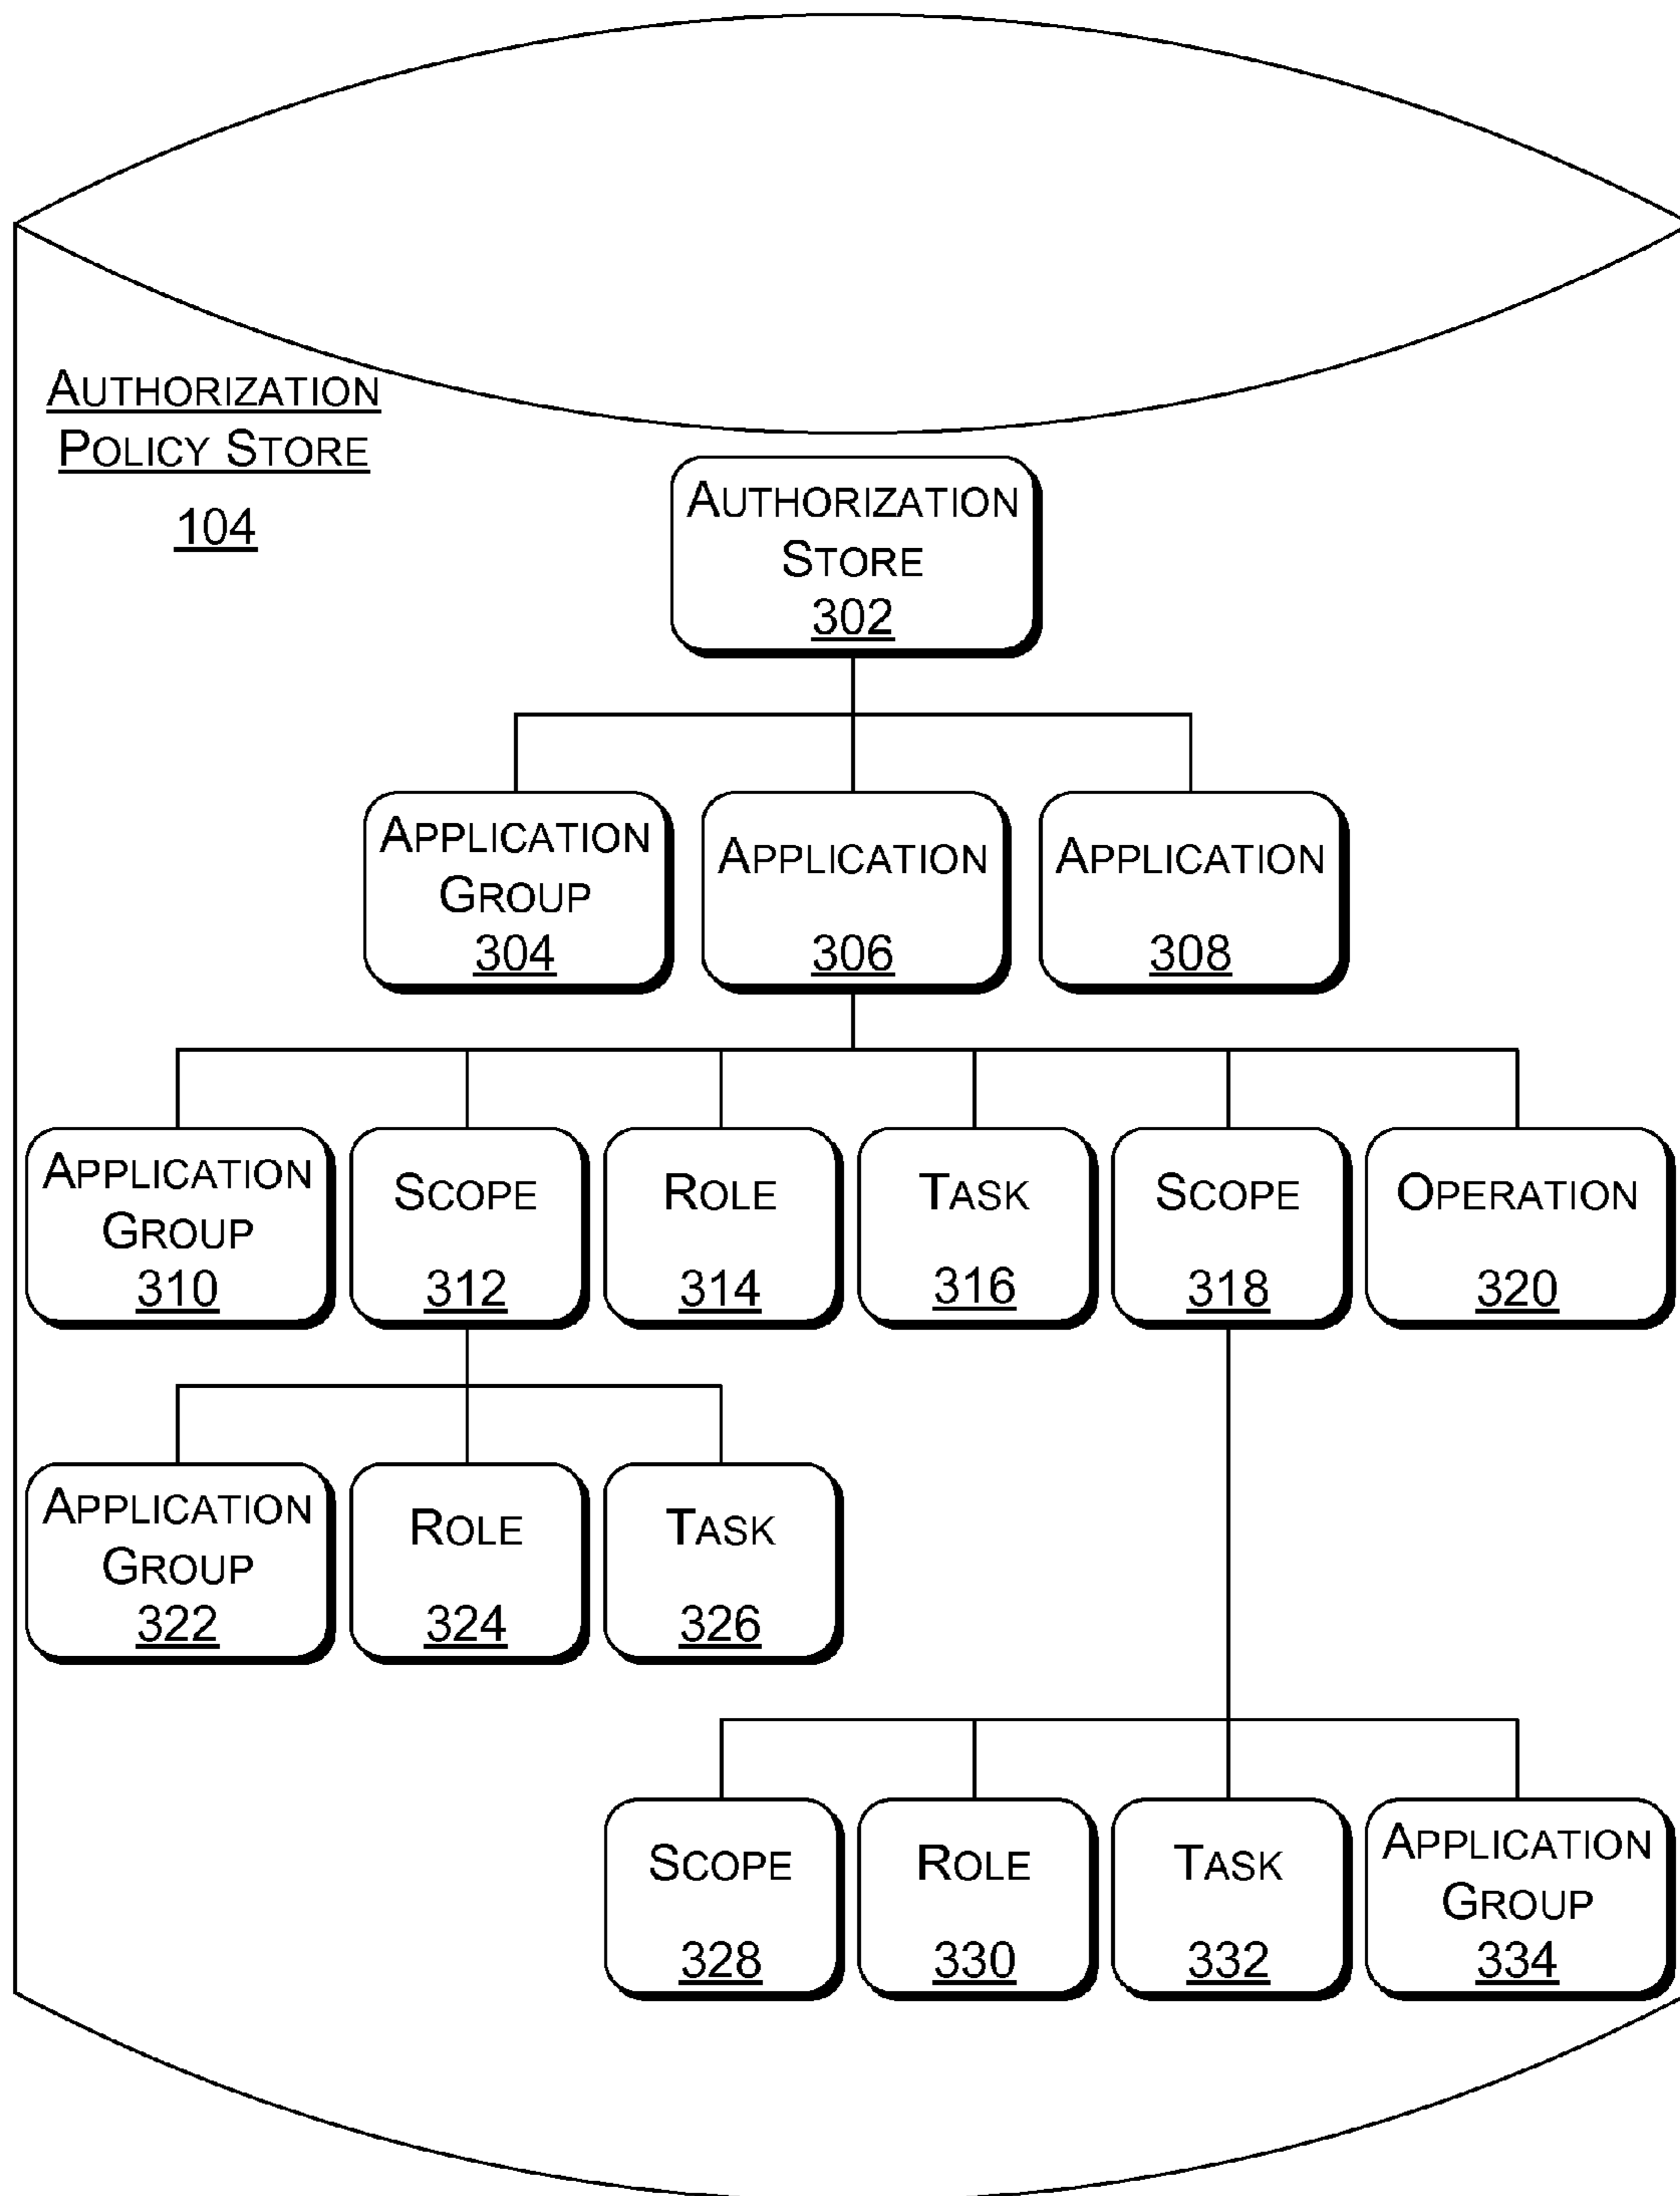 AUTHORIZATION
POLICY STORE
104
AUTHORIZATION
STORE
302
APPLICATION
GROUP
304
APPLICATION
306
APPLICATION
308
APPLICATION
GROUP
310
SCOPE
312
ROLE
314
TASK
316
SCOPE
318
OPERATION
320
APPLICATION
GROUP
322
ROLE
324
TASK
326
SCOPE
328
ROLE
330
TASK
332
APPLICATION
GROUP
334